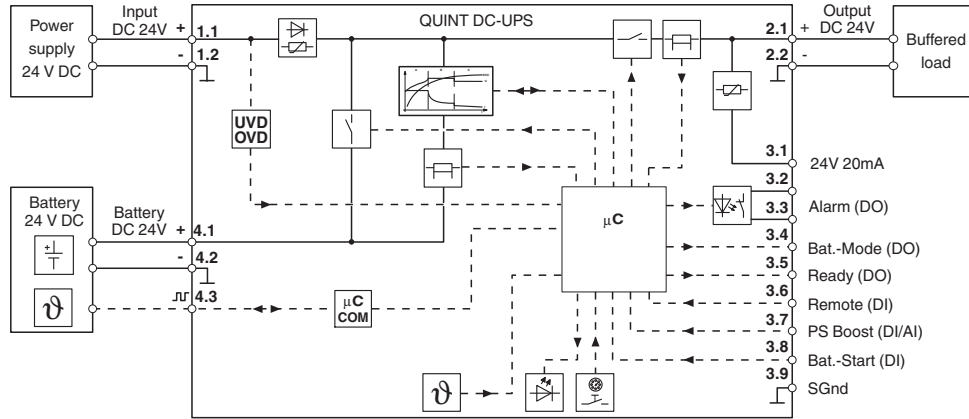 QUINT DC-UPS
Power
supply
24 V DC
Input
DC 24V
+ 1.1
- 1.2
2.1 +
2.2 -
Output
DC 24V
Buffered
load
UVD
OVD
3.1 24V 20mA
3.2
3.3 Alarm (DO)
3.4 Bat.-Mode (DO)
3.5 Ready (DO)
3.6 Remote (DI)
3.7 PS Boost (DI/AI)
3.8 Bat.-Start (DI)
3.9 SGnd
µC
Battery
24 V DC
Battery
DC 24V
+ 4.1
- 4.2
4.3
+ -
ϑ
µC
COM
ϑ